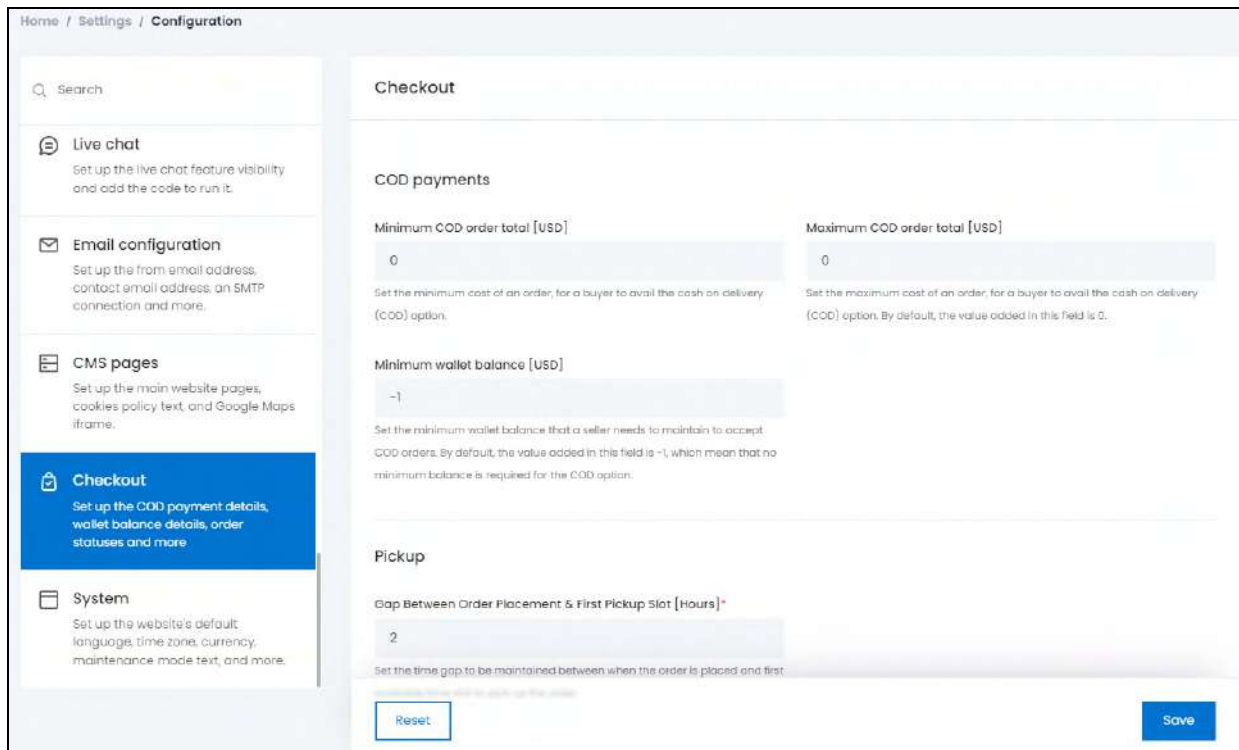 Home / Settings / Configuration
Search
Live chat
Set up the live chat feature visibility
and add the code to run it.
Email configuration
Set up the from email address,
contact email address, an SMTP
connection and more.
CMS pages
Set up the main website pages,
cookies policy text, and Google Maps
iframe.
Checkout
Set up the COD payment details,
wallet balance details, order
statuses and more
System
Set up the website's default
language, time zone, currency,
maintenance mode text, and more.
Checkout
COD payments
Minimum COD order total [USD]
0
Set the minimum cost of an order, for a buyer to avail the cash on delivery
(COD) option.
Maximum COD order total [USD]
0
Set the maximum cost of an order, for a buyer to avail the cash on delivery
(COD) option. By default, the value added in this field is 0.
Minimum wallet balance [USD]
-1
Set the minimum wallet balance that a seller needs to maintain to accept
COD orders. By default, the value added in this field is -1, which mean that no
minimum balance is required for the COD option.
Pickup
Gap Between Order Placement & First Pickup Slot [Hours]*
2
Set the time gap to be maintained between when the order is placed and first
Reset
Save